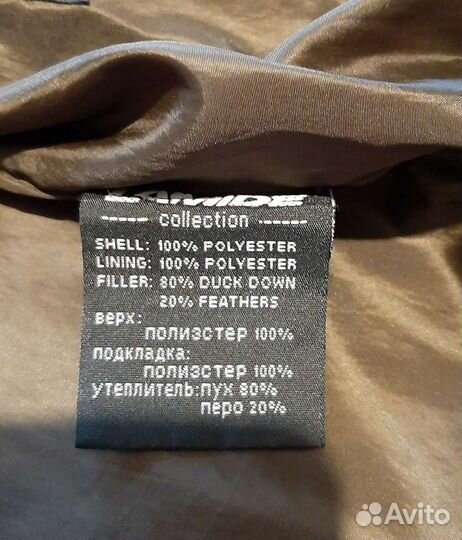 LAMIDE
----- collection -----
SHELL: 100% POLYESTER
LINING: 100% POLYESTER
FILLER: 80% DUCK DOWN
20% FEATHERS
верх:
полиэстер 100%
подкладка:
полиэстер 100%
утеплитель:пух 80%
перо 20%
Avito